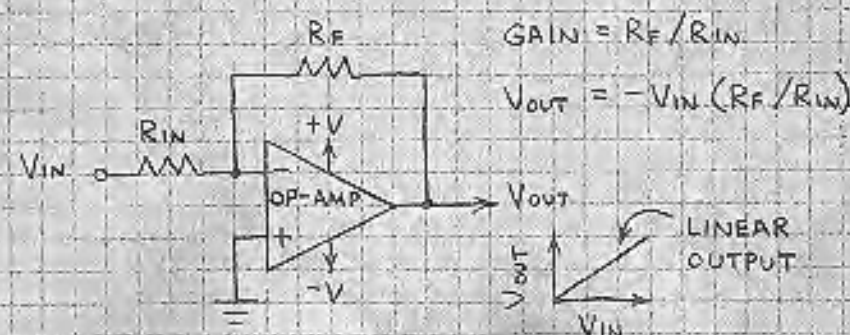 RF
GAIN = RF/RIN
VOUT = -VIN (RF/RIN)
+V
RIN
VIN
-
OP-AMP
+
VOUT
-V
LINEAR
OUTPUT
VOUT
VIN